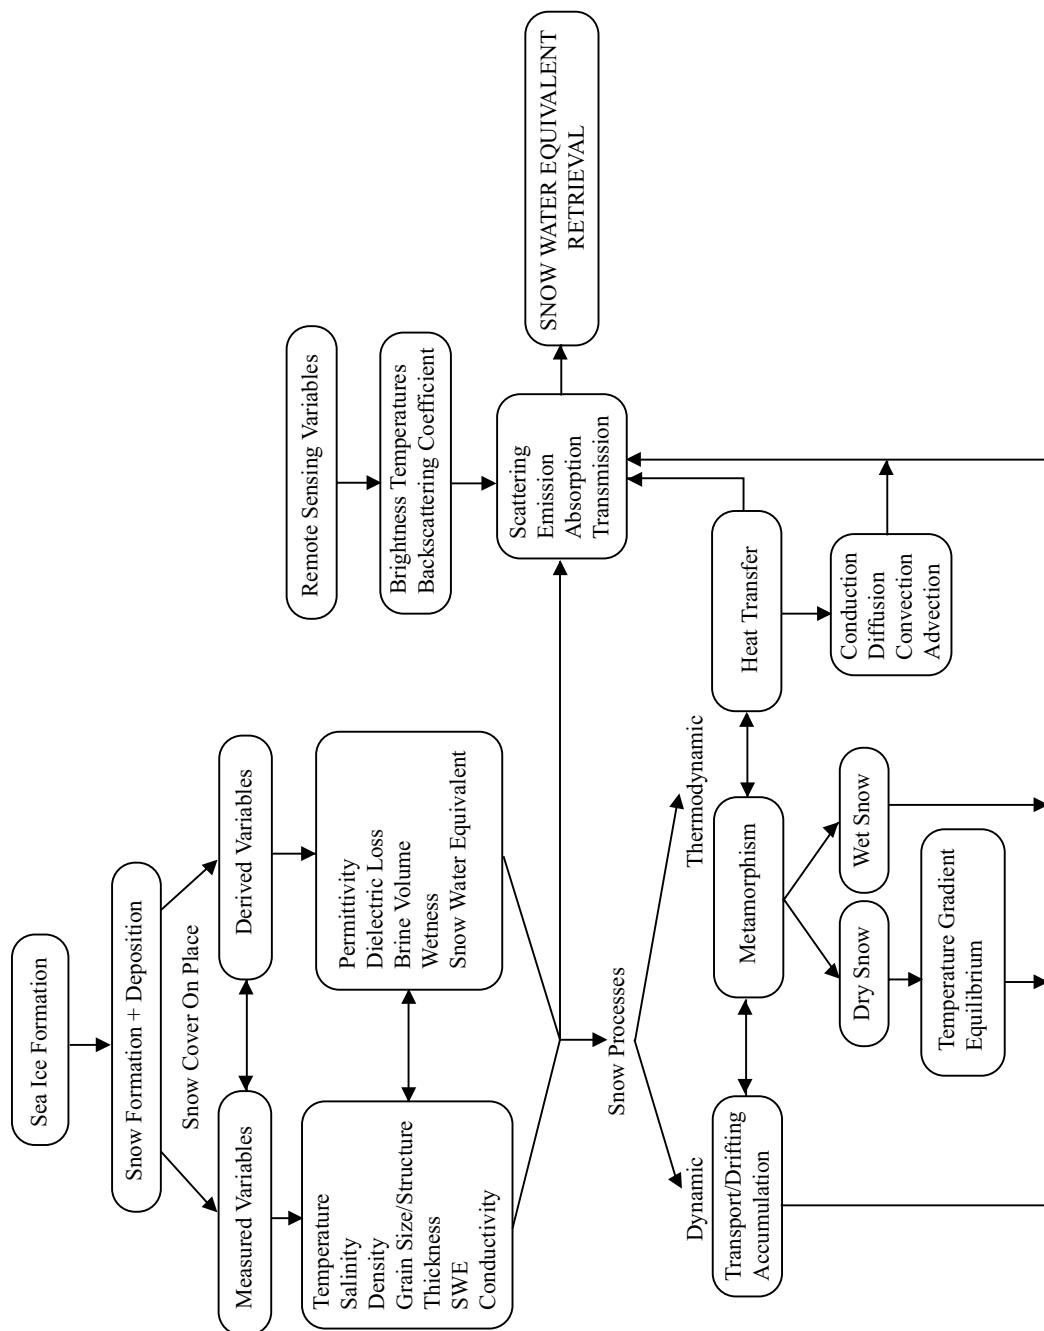 Sea Ice Formation
Snow Formation + Deposition
Snow Cover On Place
Measured Variables
Derived Variables
Temperature
Salinity
Density
Grain Size/Structure
Thickness
SWE
Conductivity
Permittivity
Dielectric Loss
Brine Volume
Wetness
Snow Water Equivalent
Remote Sensing Variables
Brightness Temperatures
Backscattering Coefficient
Scattering
Emission
Absorption
Transmission
SNOW WATER EQUIVALENT
RETRIEVAL
Snow Processes
Dynamic
Thermodynamic
Transport/Drifting
Accumulation
Metamorphism
Heat Transfer
Dry Snow
Wet Snow
Temperature Gradient
Equilibrium
Conduction
Diffusion
Convection
Advection